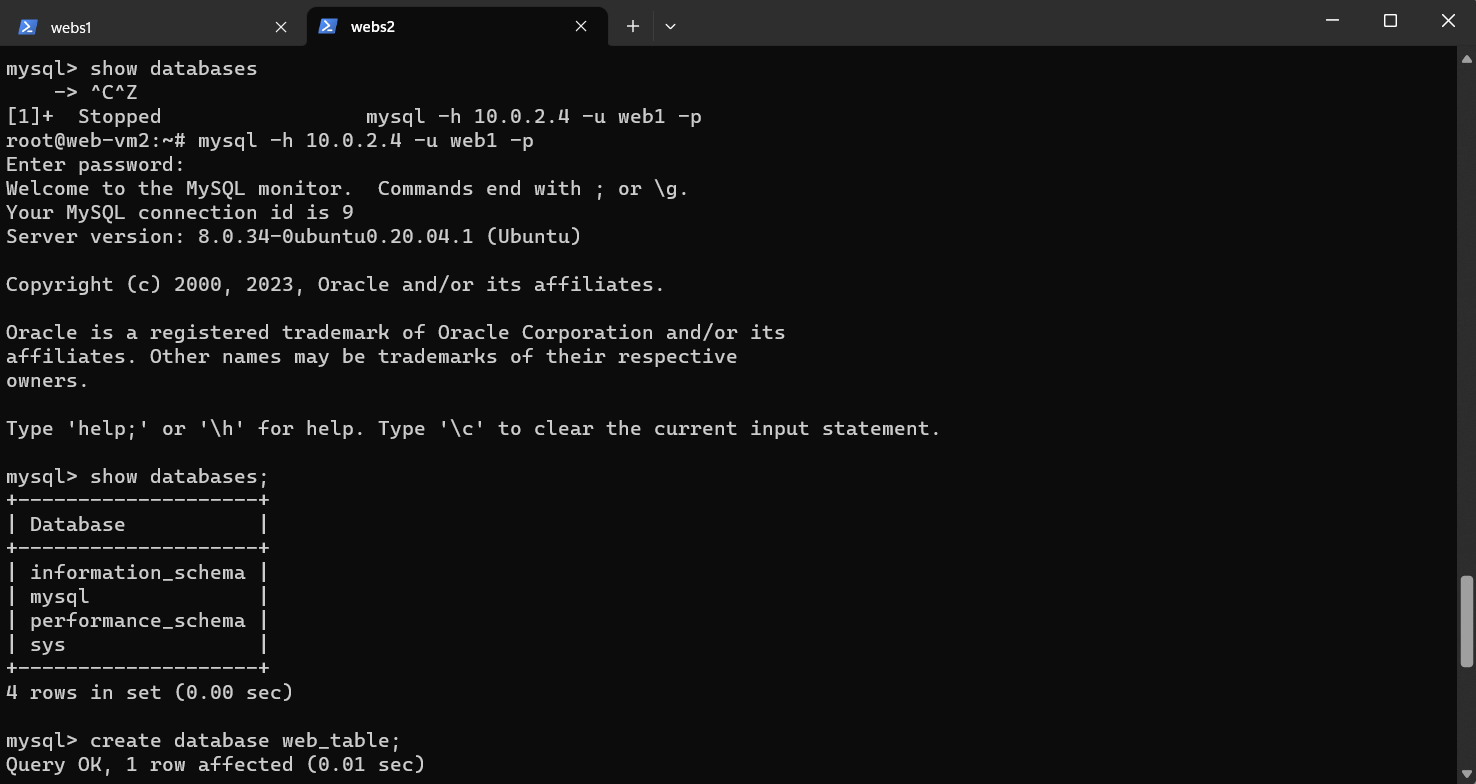 webs1
webs2
mysql> show databases
    -> ^C^Z
[1]+  Stopped                 mysql -h 10.0.2.4 -u web1 -p
root@web-vm2:~# mysql -h 10.0.2.4 -u web1 -p
Enter password:
Welcome to the MySQL monitor.  Commands end with ; or \g.
Your MySQL connection id is 9
Server version: 8.0.34-0ubuntu0.20.04.1 (Ubuntu)
Copyright (c) 2000, 2023, Oracle and/or its affiliates.
Oracle is a registered trademark of Oracle Corporation and/or its
affiliates. Other names may be trademarks of their respective
owners.
Type 'help;' or '\h' for help. Type '\c' to clear the current input statement.
mysql> show databases;
+--------------------+
| Database           |
+--------------------+
| information_schema |
| mysql              |
| performance_schema |
| sys                |
+--------------------+
4 rows in set (0.00 sec)
mysql> create database web_table;
Query OK, 1 row affected (0.01 sec)